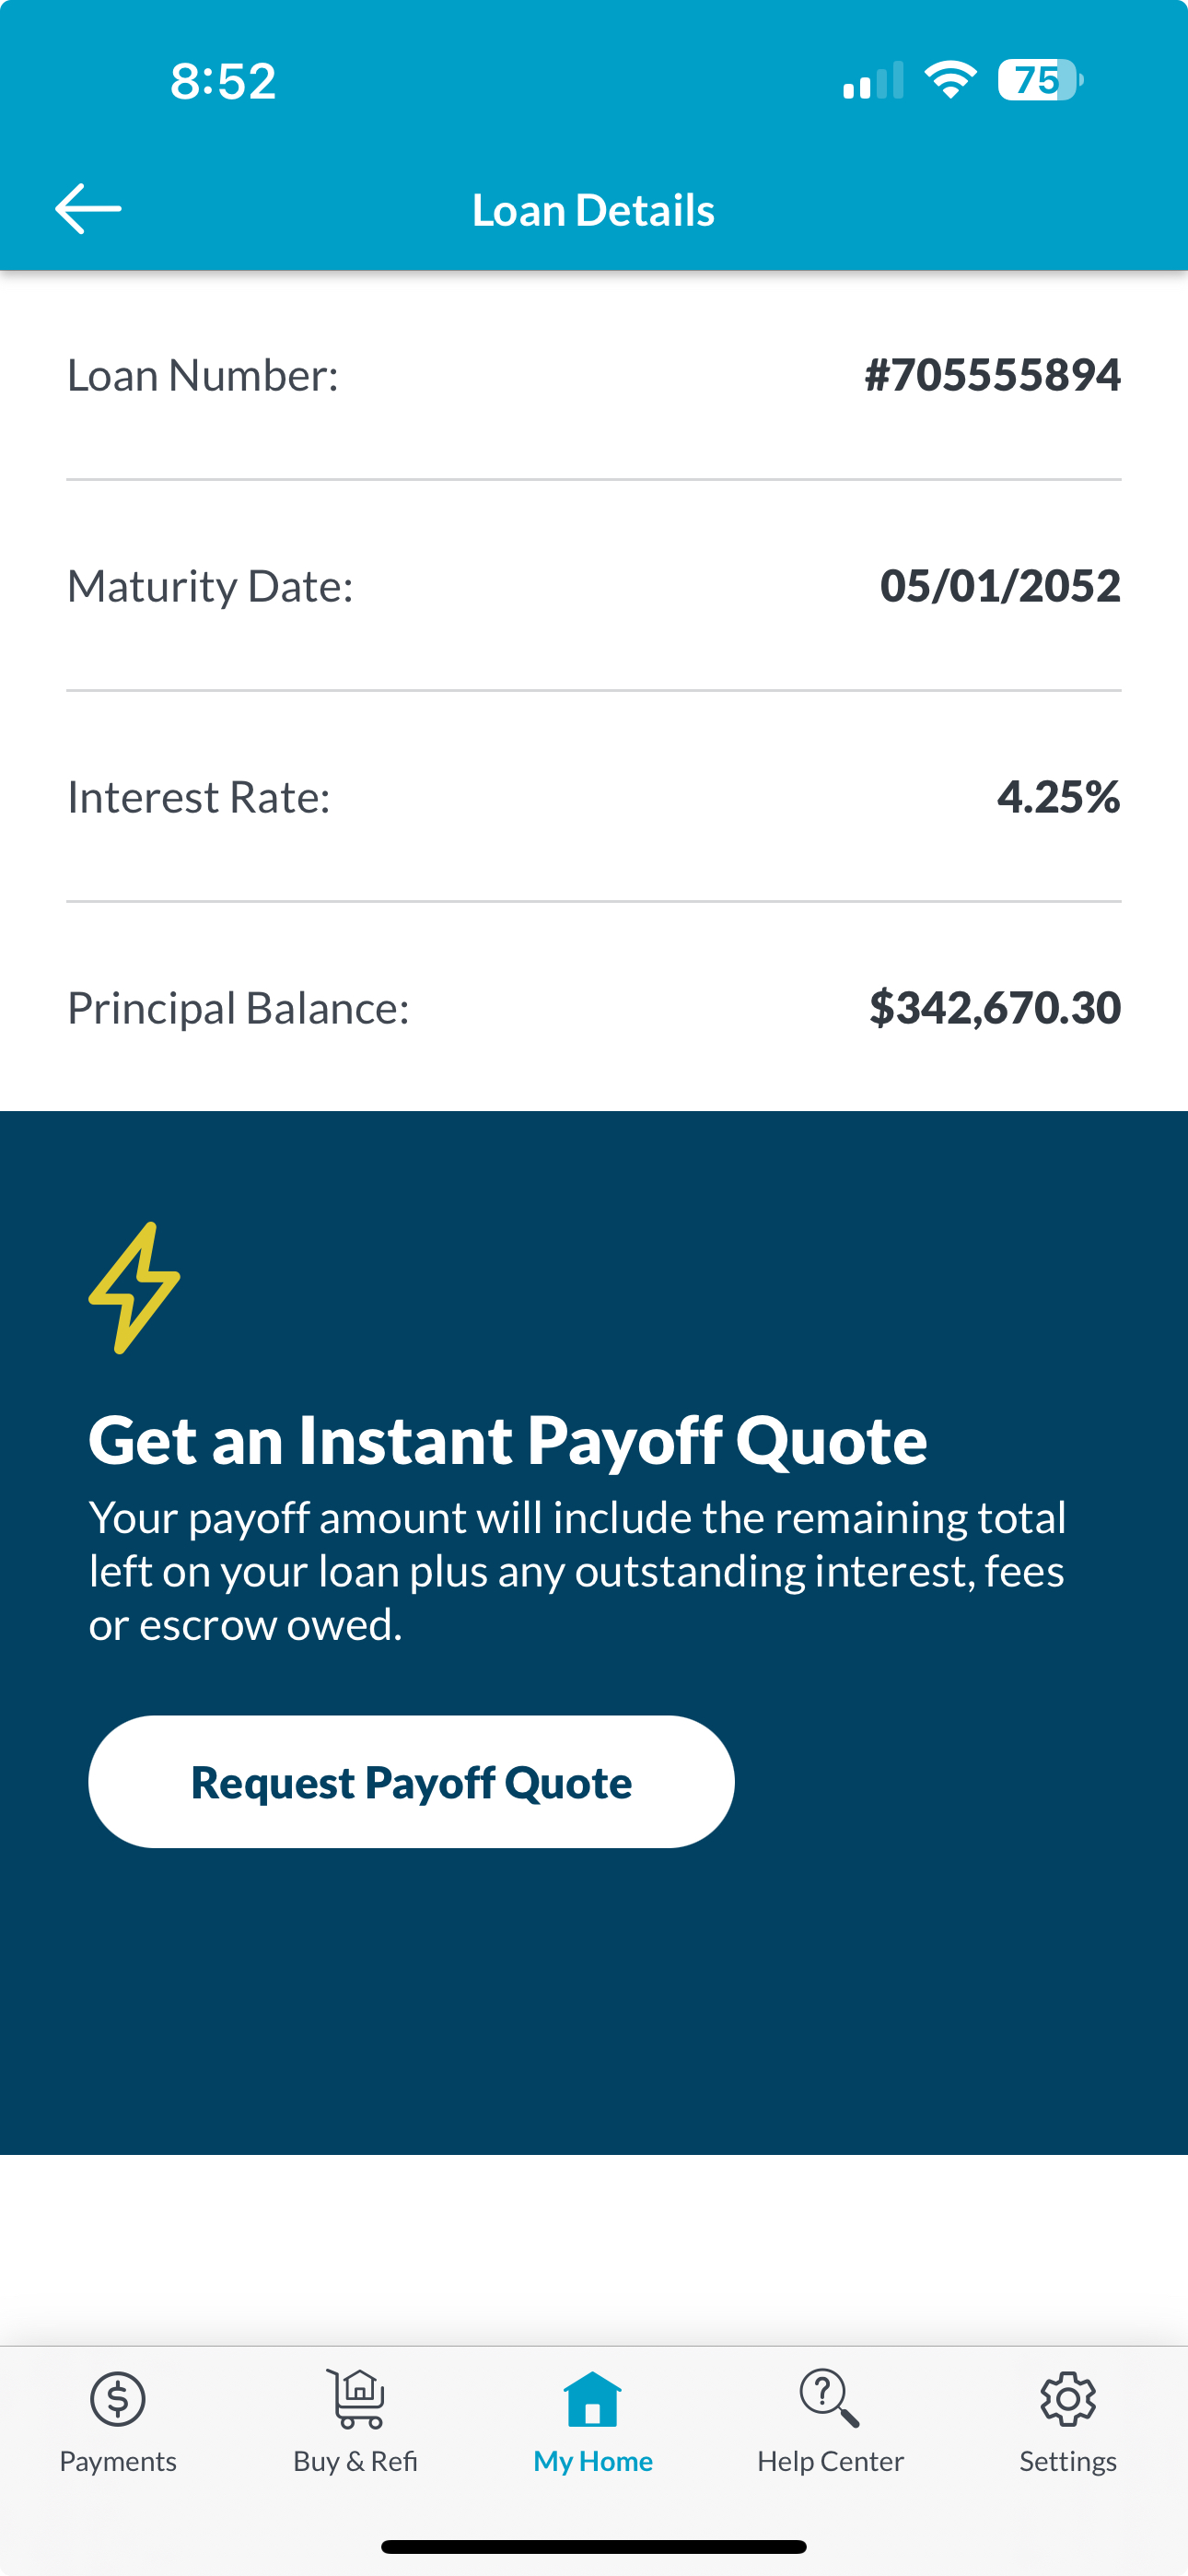 8:52
75
Loan Details
Loan Number: #705555894
Maturity Date: 05/01/2052
Interest Rate: 4.25%
Principal Balance: $342,670.30
Get an Instant Payoff Quote
Your payoff amount will include the remaining total
left on your loan plus any outstanding interest, fees
or escrow owed.
Request Payoff Quote
Payments Buy & Refi My Home Help Center Settings